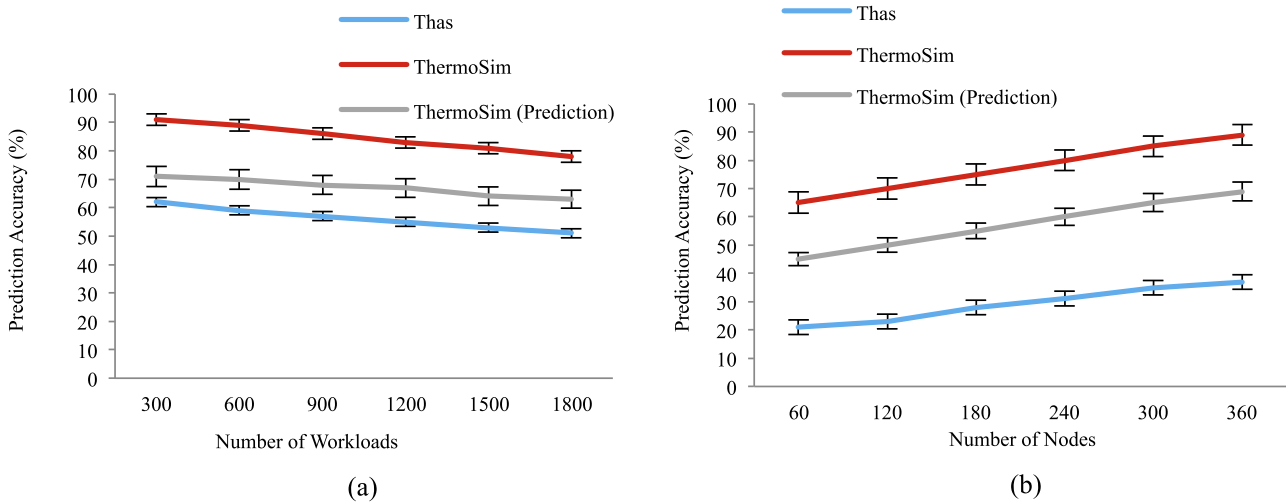 Thas
ThermoSim
ThermoSim (Prediction)
Prediction Accuracy (%)
100
90
80
70
60
50
40
30
20
10
0
300 600 900 1200 1500 1800
Number of Workloads
(a)
Thas
ThermoSim
ThermoSim (Prediction)
Prediction Accuracy (%)
100
90
80
70
60
50
40
30
20
10
0
60 120 180 240 300 360
Number of Nodes
(b)